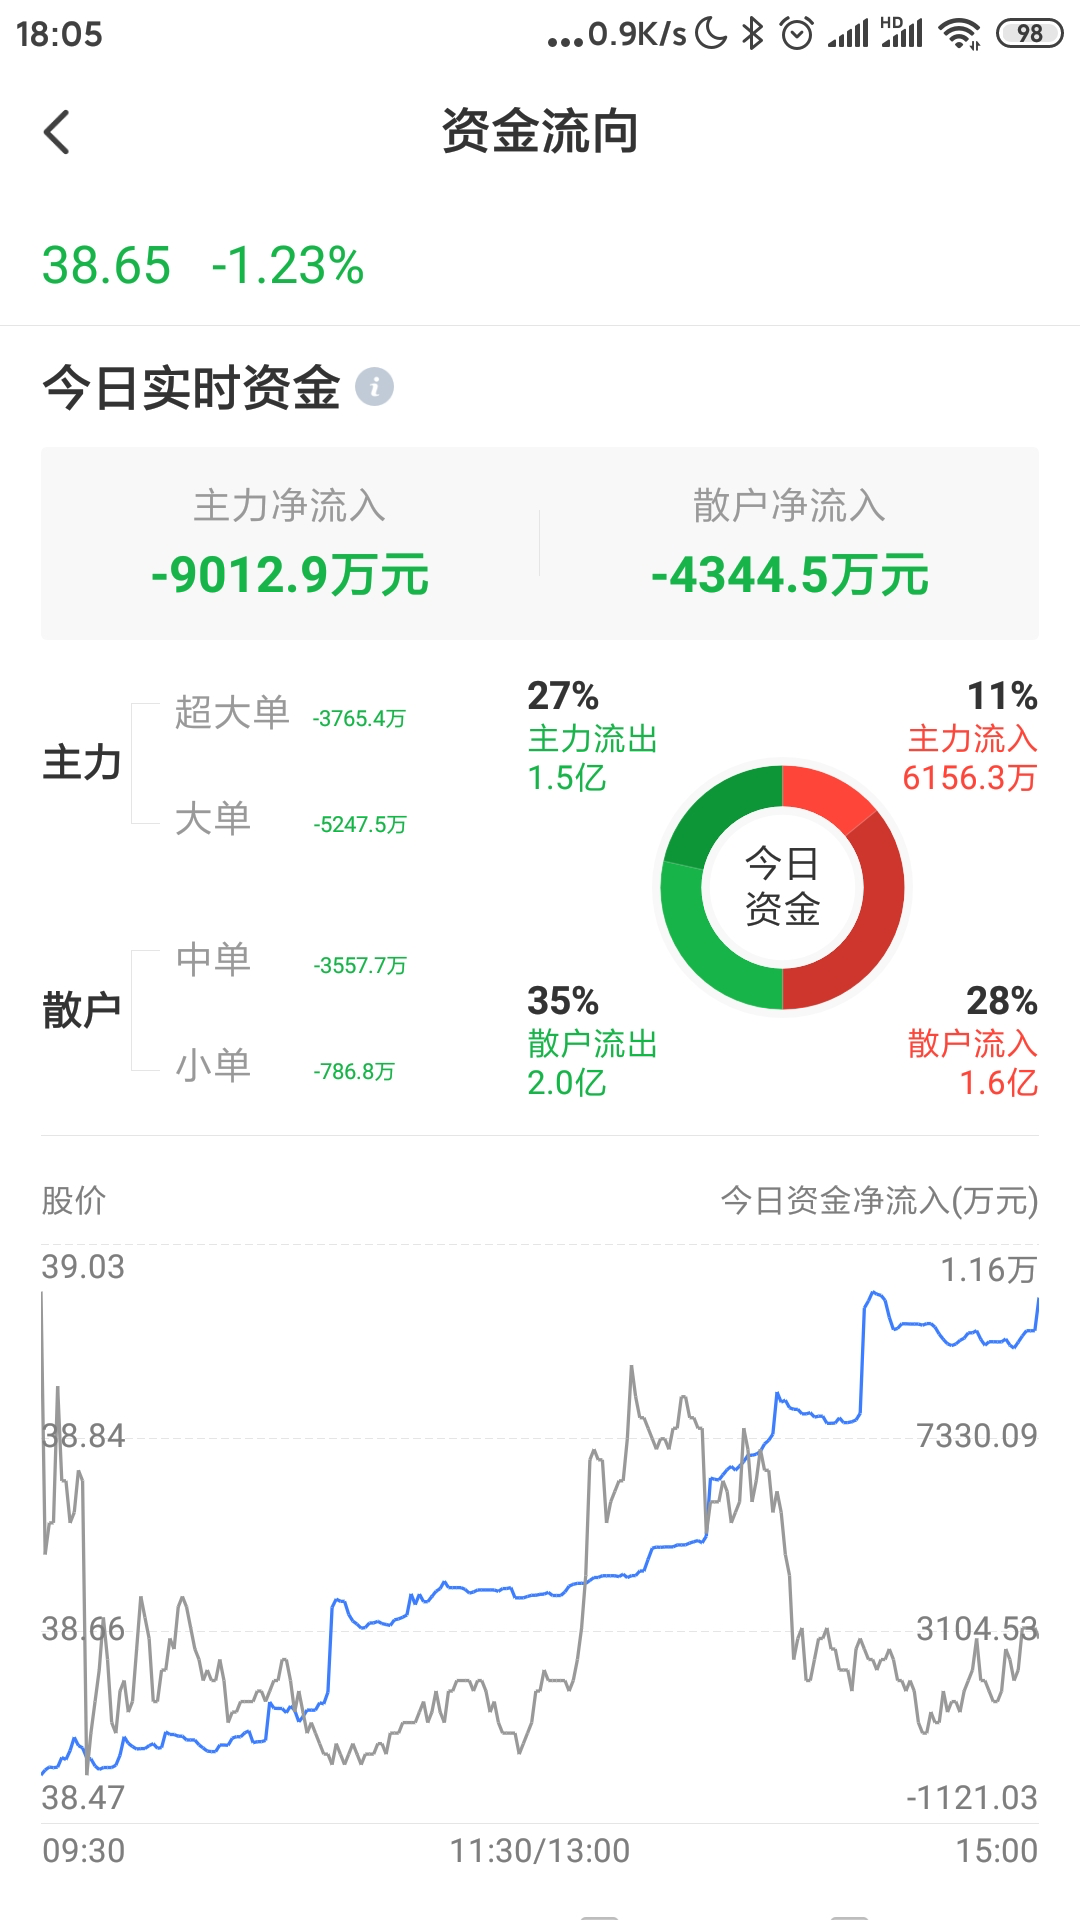 18:05
...0.9K/s
HD
98
资金流向
38.65 -1.23%
今日实时资金 i
主力净流入 散户净流入
-9012.9万元 -4344.5万元
主力
超大单 -3765.4万
大单 -5247.5万
散户
中单 -3557.7万
小单 -786.8万
27%
主力流出
1.5亿
11%
主力流入
6156.3万
今日
资金
35%
散户流出
2.0亿
28%
散户流入
1.6亿
股价 今日资金净流入(万元)
39.03 1.16万
38.84 7330.09
38.66 3104.53
38.47 -1121.03
09:30 11:30/13:00 15:00